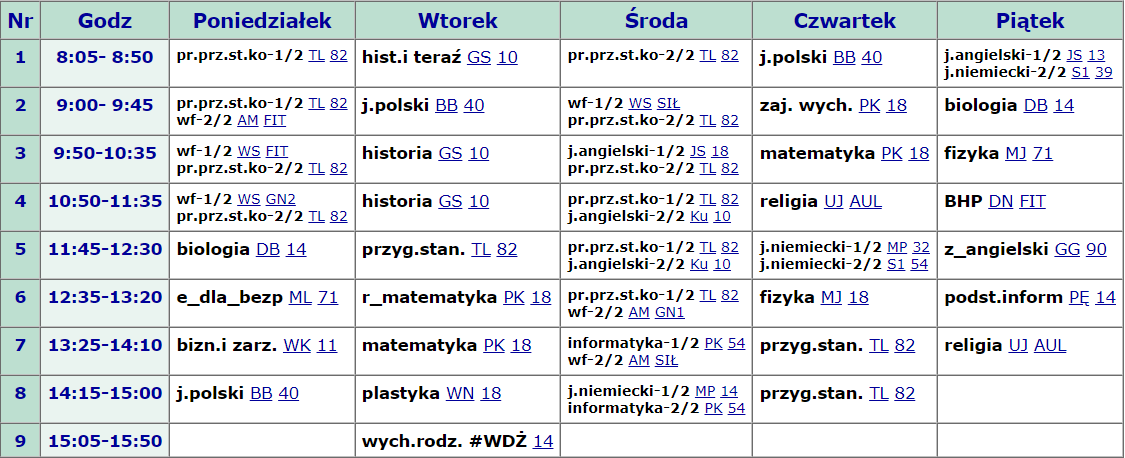 Nr Godz Poniedziałek Wtorek Środa Czwartek Piątek
1 8:05- 8:50 pr.prz.st.ko-1/2 TL 82 hist.i teraź GS 10 pr.prz.st.ko-2/2 TL 82 j.polski BB 40 j.angielski-1/2 JS 13
j.niemiecki-2/2 S1 39
2 9:00- 9:45 pr.prz.st.ko-1/2 TL 82 j.polski BB 40 wf-1/2 WS SIŁ zaj. wych. PK 18 biologia DB 14
wf-2/2 AM FIT pr.prz.st.ko-2/2 TL 82
3 9:50-10:35 wf-1/2 WS FIT historia GS 10 j.angielski-1/2 JS 18 matematyka PK 18 fizyka MJ 71
pr.prz.st.ko-2/2 TL 82 pr.prz.st.ko-2/2 TL 82
4 10:50-11:35 wf-1/2 WS GN2 historia GS 10 pr.prz.st.ko-1/2 TL 82 religia UJ AUL BHP DN FIT
pr.prz.st.ko-2/2 TL 82 j.angielski-2/2 Ku 10
5 11:45-12:30 biologia DB 14 przyg.stan. TL 82 pr.prz.st.ko-1/2 TL 82 j.niemiecki-1/2 MP 32 z_angielski GG 90
j.angielski-2/2 Ku 10 j.niemiecki-2/2 S1 54
6 12:35-13:20 e_dla_bezp ML 71 r_matematyka PK 18 pr.prz.st.ko-1/2 TL 82 fizyka MJ 18 podst.inform PĘ 14
wf-2/2 AM GN1
7 13:25-14:10 bizn.i zarz. WK 11 matematyka PK 18 informatyka-1/2 PK 54 przyg.stan. TL 82 religia UJ AUL
wf-2/2 AM SIŁ
8 14:15-15:00 j.polski BB 40 plastyka WN 18 j.niemiecki-1/2 MP 14 przyg.stan. TL 82
informatyka-2/2 PK 54
9 15:05-15:50 wych.rodz. #WDŻ 14